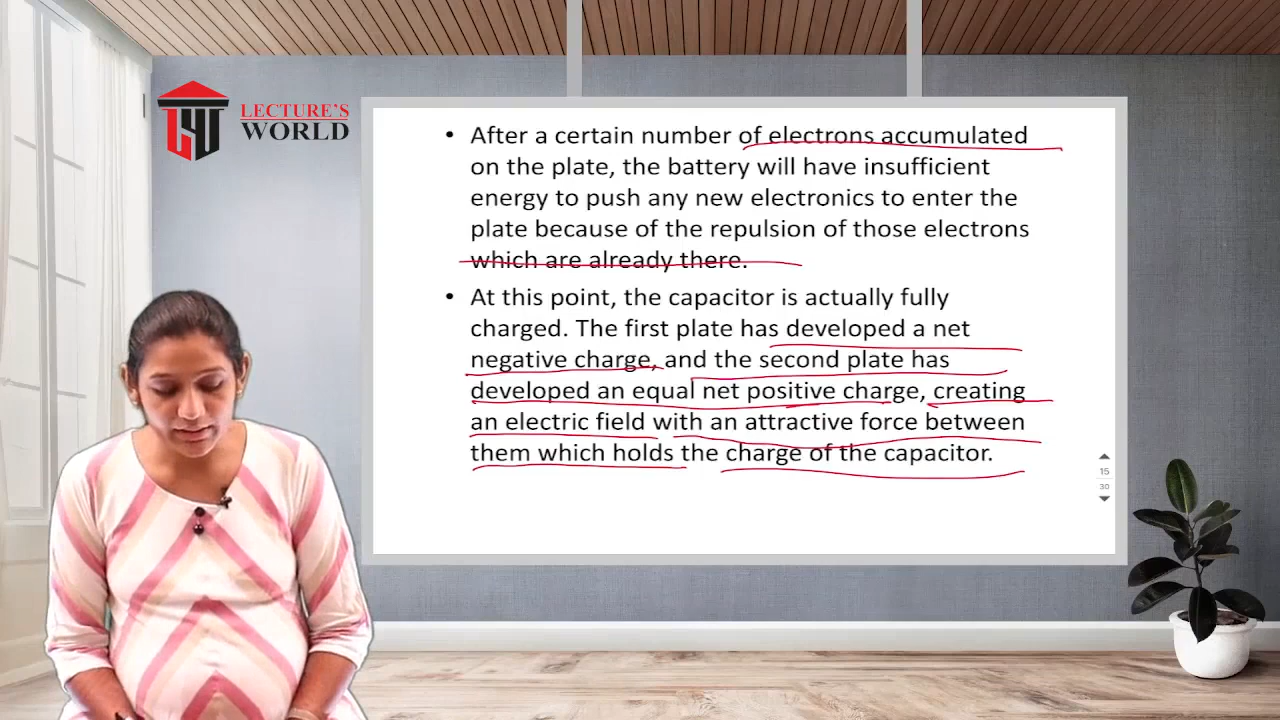 LECTURE'S
WORLD
• After a certain number of electrons accumulated
on the plate, the battery will have insufficient
energy to push any new electronics to enter the
plate because of the repulsion of those electrons
which are already there.
• At this point, the capacitor is actually fully
charged. The first plate has developed a net
negative charge, and the second plate has
developed an equal net positive charge, creating
an electric field with an attractive force between
them which holds the charge of the capacitor.
15
30